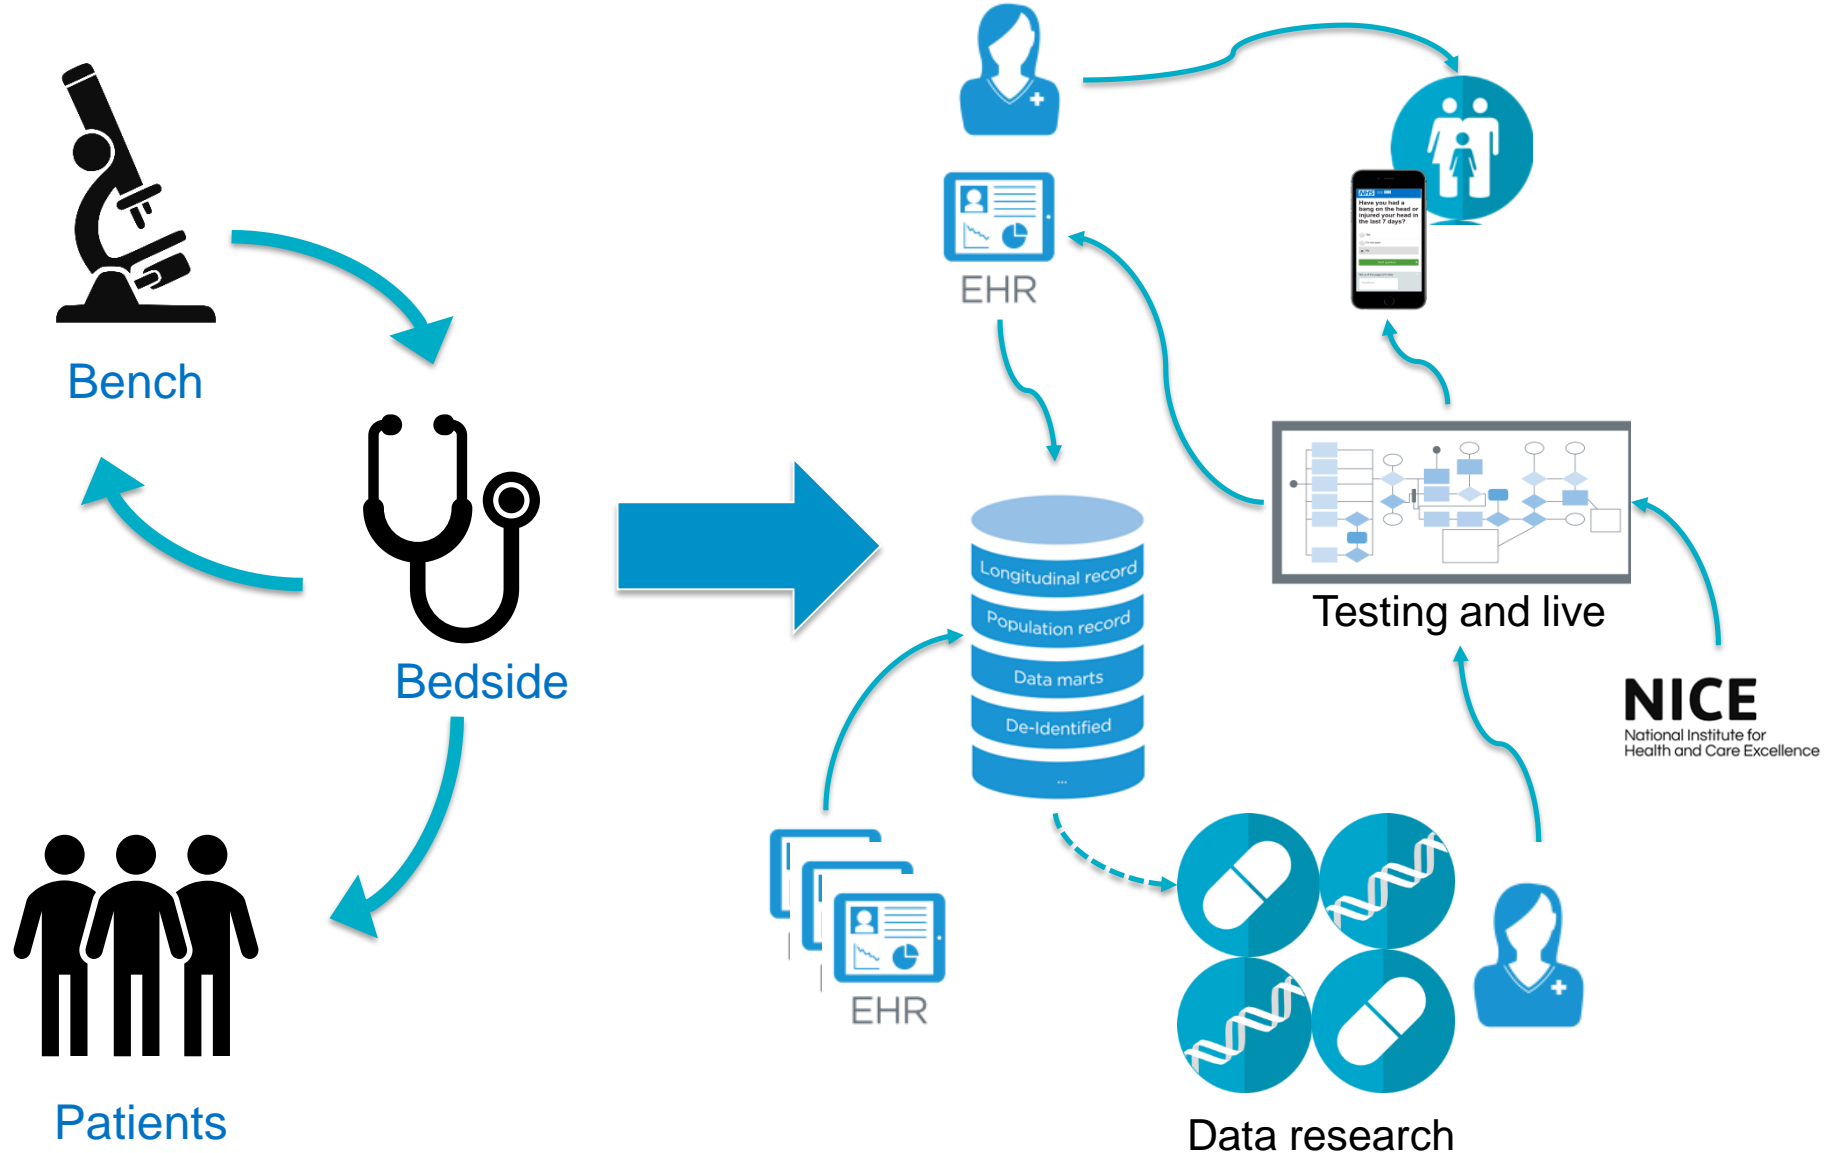 Bench
Bedside
Patients
EHR
Longitudinal record
Population record
Data marts
De-Identified
...
EHR
NHS
Have you had a
bang on the head or
injured your head in
the last 7 days?
Testing and live
NICE
National Institute for
Health and Care Excellence
Data research